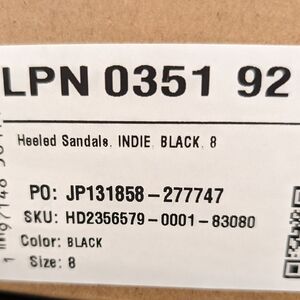 LPN 0351 92
Heeled Sandals, INDIE, BLACK, 8
PO: JP131858-277747
SKU: HD2356579-0001-83080
Color: BLACK
Size: 8